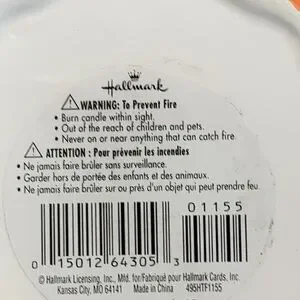 Hallmark
WARNING: To Prevent Fire
• Burn candle within sight.
• Out of the reach of children and pets.
• Never on or near anything that can catch fire.
ATTENTION : Pour prévenir les incendies
• Ne jamais faire brûler sans surveillance.
• Garder hors de portée des enfants et des animaux.
• Ne jamais faire brûler sur ou près d'un objet qui peut prendre feu.
01155
0 15012 64305 3
© Hallmark Licensing, Inc., Mfd. for/Fabriqué pour Hallmark Cards, Inc.
Kansas City, MO 64141 Made in China 495HTF1155